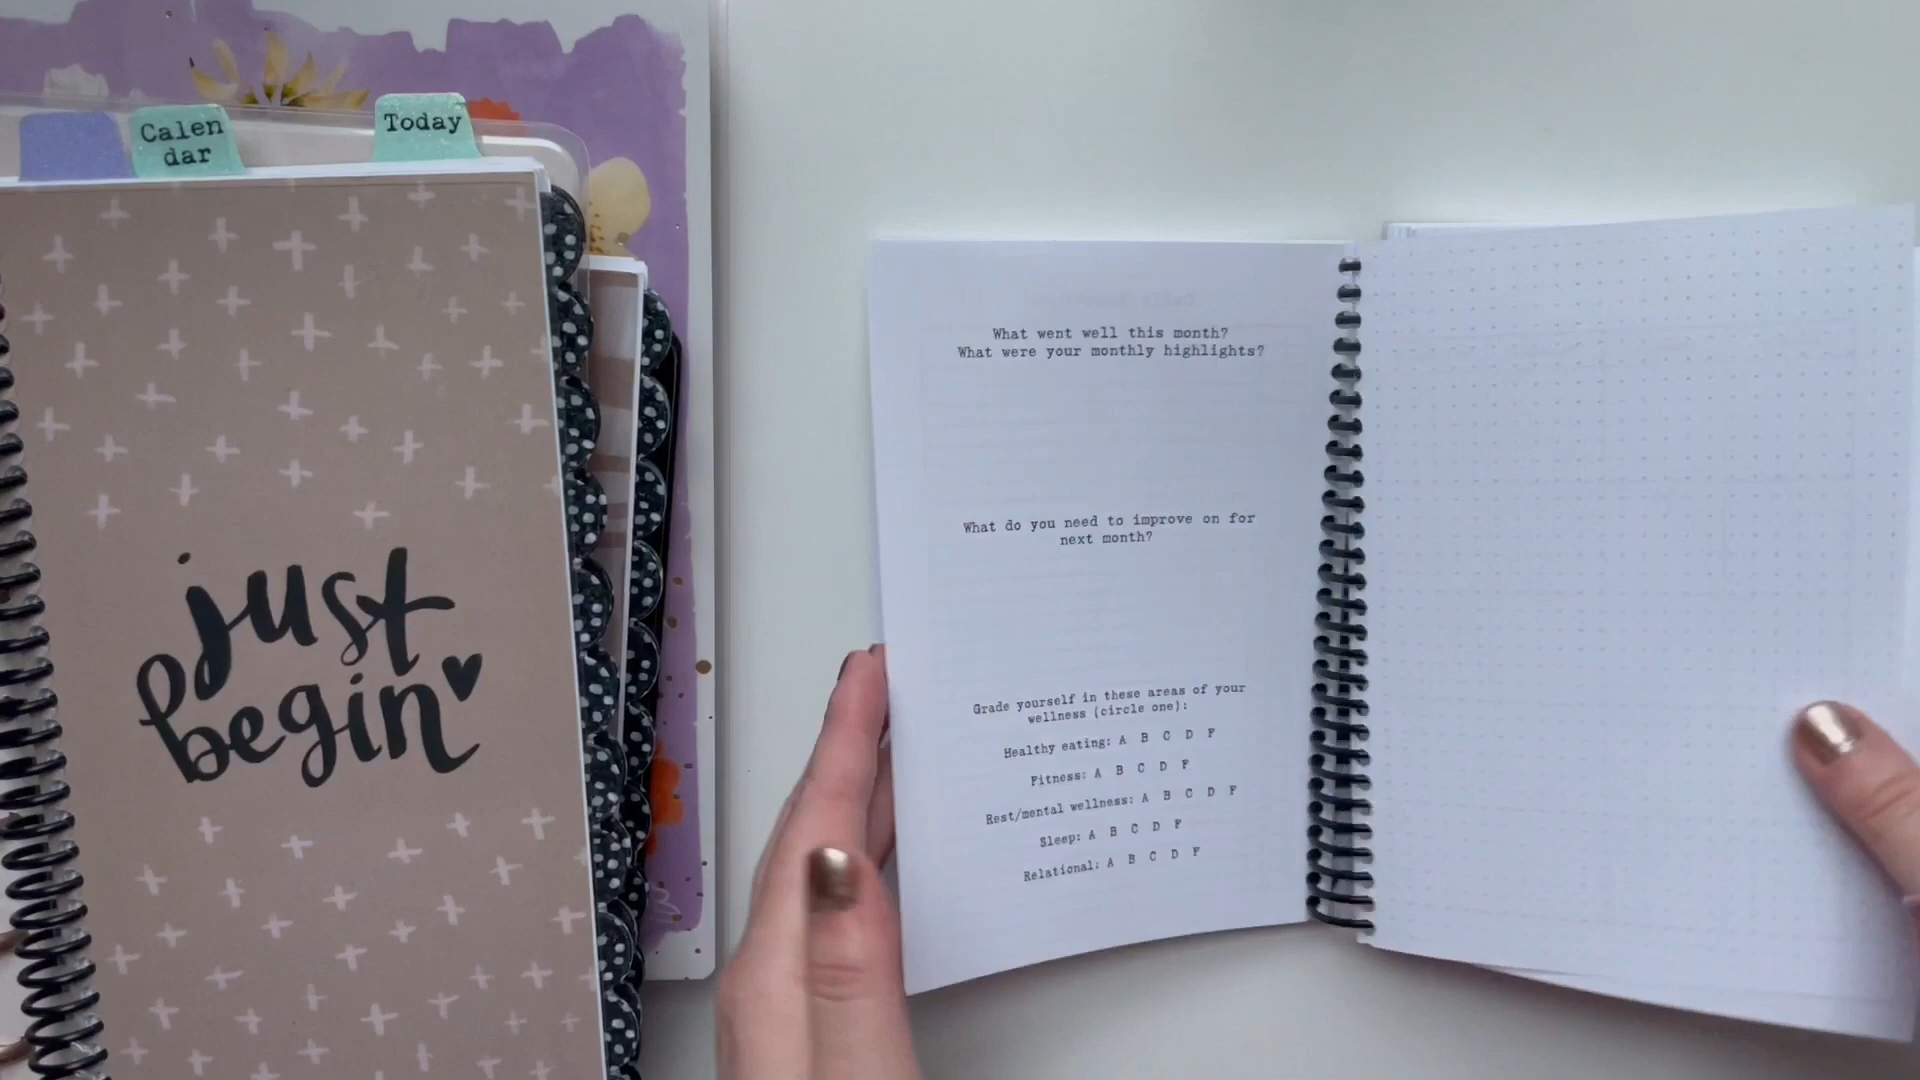 Calen
dar
Today
just
begin
What went well this month?
What were your monthly highlights?
What do you need to improve on for
next month?
Grade yourself in these areas of your
wellness (circle one):
Healthy eating: A B C D F
Fitness: A B C D F
Rest/mental wellness: A B C D F
Sleep: A B C D F
Relational: A B C D F